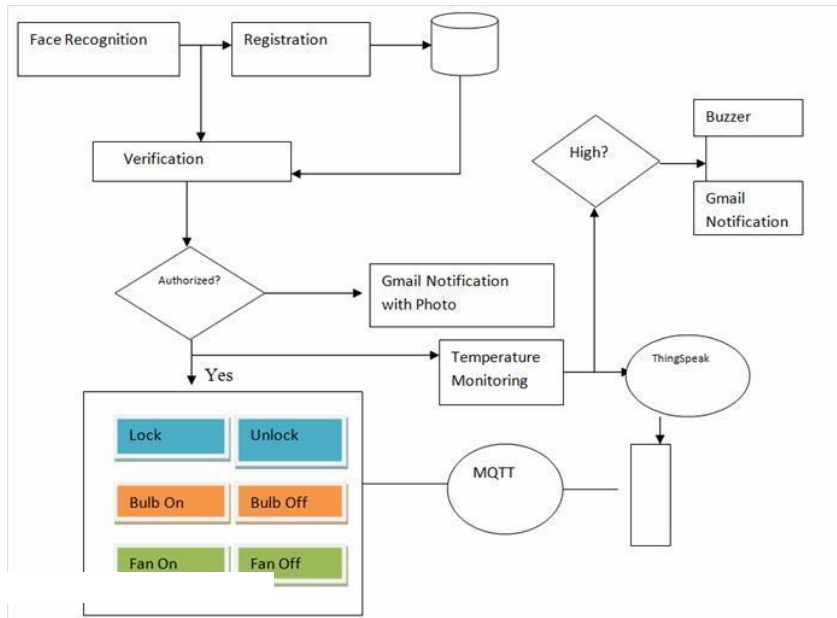 Face Recognition
Registration
Verification
Buzzer
High?
Gmail
Notification
Authorized?
Gmail Notification
with Photo
Temperature
Monitoring
ThingSpeak
Yes
Lock
Unlock
MQTT
Bulb On
Bulb Off
Fan On
Fan Off